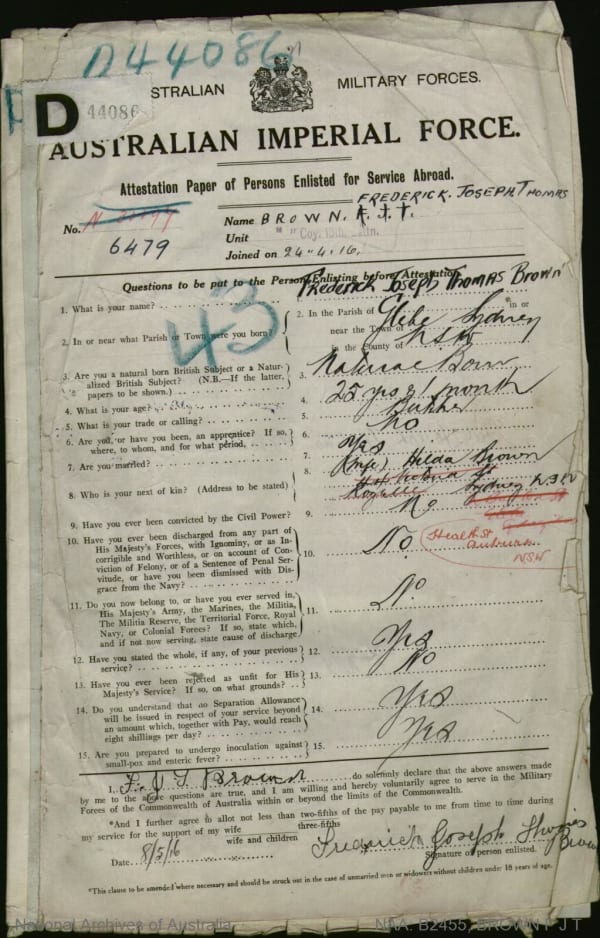 D44086
D 44086
STRALIAN MILITARY FORCES.
AUSTRALIAN IMPERIAL FORCE.
Attestation Paper of Persons Enlisted for Service Abroad.
FREDERICK. JOSEPH. THOMAS
No. 6479
Name BROWN. F. J. T.
Unit Coy.
Joined on 24.4.16.
Questions to be put to the Person Enlisting before Attestation.
1. What is your name? Frederick Joseph Thomas Brown
2. In or near what Parish or Town were you born? 2. In the Parish of Glebe in or
near the Town of Sydney
in the County of NSW
43
3. Are you a natural born British Subject or a Natur-
alized British Subject? (N.B.—If the latter, 3. Natural Born
papers to be shown.)
4. What is your age? 4. 25 yrs 1 month
5. What is your trade or calling? 5.
6. Are you, or have you been, an apprentice? If so, 6. No
where, to whom, and for what period,
7. Are you married? 7. Yes
8. Who is your next of kin? (Address to be stated) 8. (wife) Hilda Brown
Rozelle Sydney NSW
9. Have you ever been convicted by the Civil Power? 9. No
Health St
Auburn
NSW
10. Have you ever been discharged from any part of
His Majesty's Forces, with Ignominy, or as In-
corrigible and Worthless, or on account of Con-
viction of Felony, or of a Sentence of Penal Ser- 10. No
vitude, or have you been dismissed with Dis-
grace from the Navy?
11. Do you now belong to, or have you ever served in,
His Majesty's Army, the Marines, the Militia,
The Militia Reserve, the Territorial Force, Royal 11. No
Navy, or Colonial Forces? If so, state which,
and if not now serving, state cause of discharge
12. Have you stated the whole, if any, of your previous 12. Yes
service?
13. Have you ever been rejected as unfit for His 13. No
Majesty's Service? If so, on what grounds?
14. Do you understand that no Separation Allowance
will be issued in respect of your service beyond 14. Yes
an amount which, together with Pay, would reach
eight shillings per day?
15. Are you prepared to undergo inoculation against 15. Yes
small-pox and enteric fever?
I, F J T Brown do solemnly declare that the above answers made
by me to the above questions are true, and I am willing and hereby voluntarily agree to serve in the Military
Forces of the Commonwealth of Australia within or beyond the limits of the Commonwealth.
*And I further agree to allot not less than two-fifths of the pay payable to me from time to time during
three-fifths
my service for the support of my wife
wife and children
Date 8/5/16 Frederick Joseph Thomas Brown
Signature of person enlisted.
*This clause to be amended where necessary and should be struck out in the case of unmarried men or widowers without children under 18 years of age.
National Archives of Australia NAA: B2455, BROWN F J T